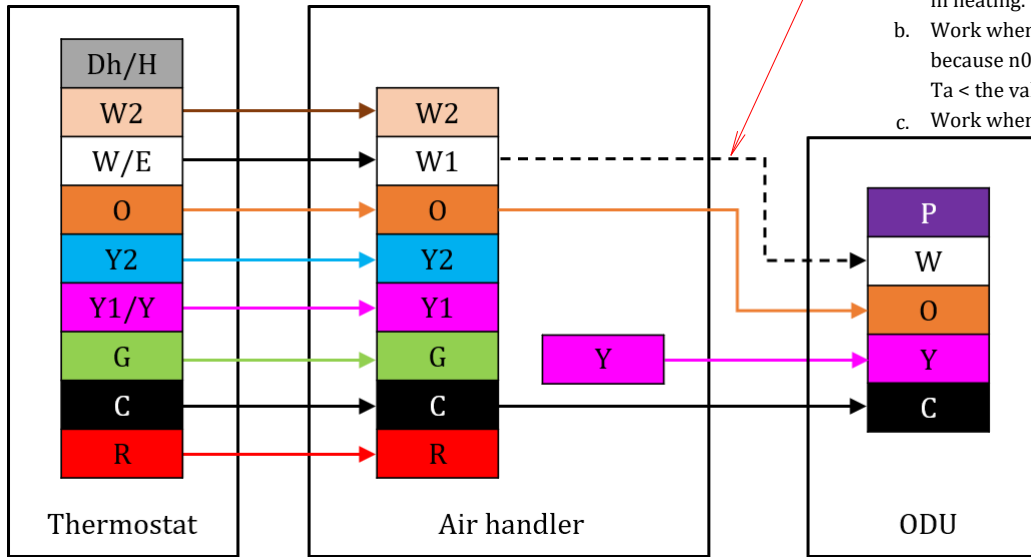 in heating.
b. Work when
because n0
Ta < the va
c. Work when
Dh/H
W2
W/E
O
Y2
Y1/Y
G
C
R
Thermostat
W2
W1
O
Y2
Y1
G
C
R
Y
Air handler
P
W
O
Y
C
ODU